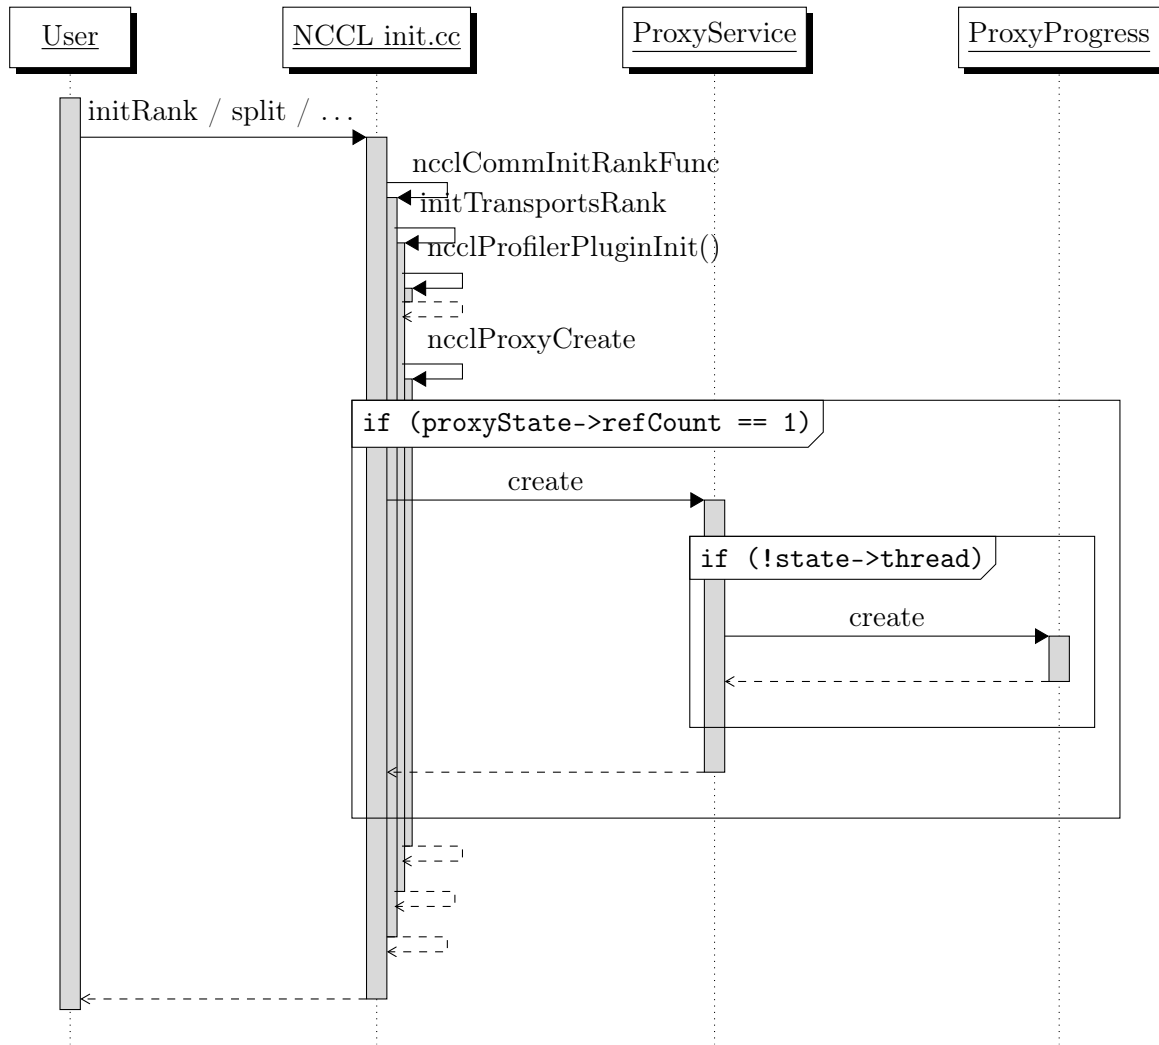 User
NCCL init.cc
ProxyService
ProxyProgress
initRank / split / ...
ncclCommInitRankFunc
initTransportsRank
ncclProfilerPluginInit()
ncclProxyCreate
if (proxyState->refCount == 1)
create
if (!state->thread)
create